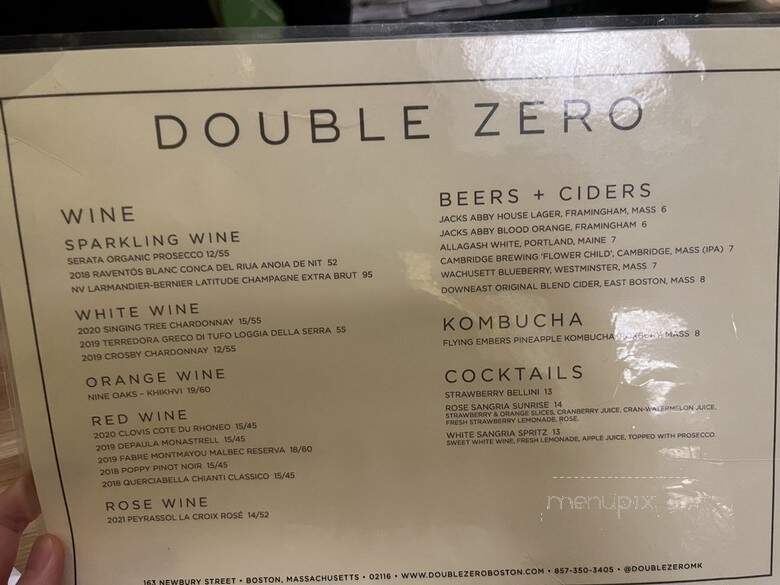 DOUBLE ZERO
WINE
SPARKLING WINE
SERATA ORGANIC PROSECCO 12/55
2018 RAVENTÓS BLANC CONCA DEL RIUA ANOIA DE NIT 52
NV LARMANDIER-BERNIER LATITUDE CHAMPAGNE EXTRA BRUT 95
WHITE WINE
2020 SINGING TREE CHARDONNAY 15/55
2019 TERREDORA GRECO DI TUFO LOGGIA DELLA SERRA 55
2019 CROSBY CHARDONNAY 12/55
ORANGE WINE
NINE OAKS – KHIKHVI 19/60
RED WINE
2020 CLOVIS COTE DU RHONEO 15/45
2019 DEPAULA MONASTRELL 15/45
2019 FABRE MONTMAYOU MALBEC RESERVA 18/60
2018 POPPY PINOT NOIR 15/45
2018 QUERCIABELLA CHIANTI CLASSICO 15/45
ROSE WINE
2021 PEYRASSOL LA CROIX ROSÉ 14/52
BEERS + CIDERS
JACKS ABBY HOUSE LAGER, FRAMINGHAM, MASS 6
JACKS ABBY BLOOD ORANGE, FRAMINGHAM 6
ALLAGASH WHITE, PORTLAND, MAINE 7
CAMBRIDGE BREWING 'FLOWER CHILD', CAMBRIDGE, MASS (IPA) 7
WACHUSETT BLUEBERRY, WESTMINSTER, MASS 7
DOWNEAST ORIGINAL BLEND CIDER, EAST BOSTON, MASS 8
KOMBUCHA
FLYING EMBERS PINEAPPLE KOMBUCHA, MASS 8
COCKTAILS
STRAWBERRY BELLINI 13
ROSE SANGRIA SUNRISE 14
STRAWBERRY & ORANGE SLICES, CRANBERRY JUICE, CRAN-WATERMELON JUICE,
FRESH STRAWBERRY LEMONADE, ROSE.
WHITE SANGRIA SPRITZ 13
SWEET WHITE WINE, FRESH LEMONADE, APPLE JUICE, TOPPED WITH PROSECCO.
menupix
163 NEWBURY STREET • BOSTON, MASSACHUSETTS • 02116 • WWW.DOUBLEZEROBOSTON.COM • 857-350-3405 • @DOUBLEZEROMK